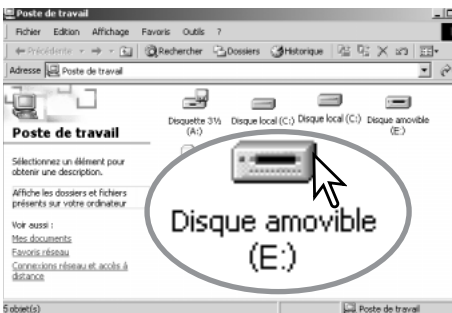 Poste de travail
Fichier Edition Affichage Favoris Outils ?
Précédente Rechercher Dossiers Historique
Adresse Poste de travail
Poste de travail
Sélectionnez un élément pour
obtenir une description.
Affiche les dossiers et fichiers
présents sur votre ordinateur
Voir aussi :
Mes documents
Favoris réseau
Connexions réseau et accès à
distance
Disquette 3½
(A:)
Disque local (C:)
Disque local (C:)
Disque amovible
(E:)
Disque amovible
(E:)
5 objet(s)
Poste de travail